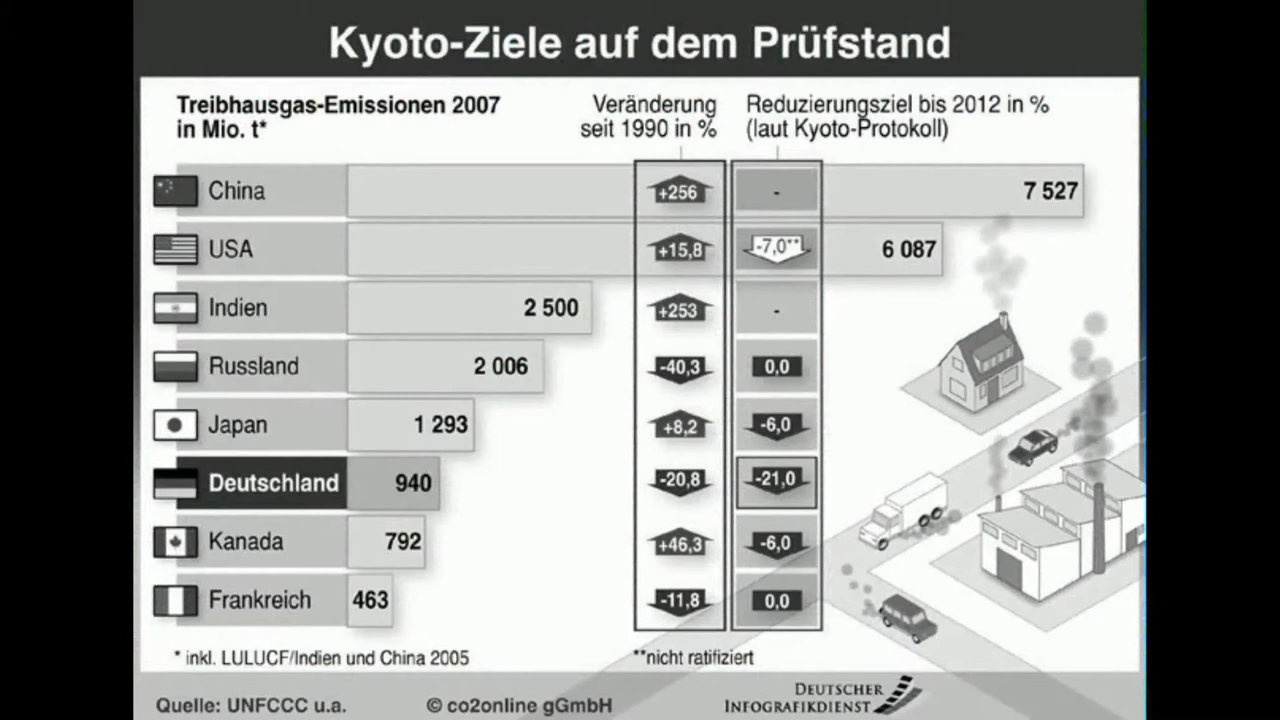 Kyoto-Ziele auf dem Prüfstand
Treibhausgas-Emissionen 2007
in Mio. t*
Veränderung
seit 1990 in %
Reduzierungsziel bis 2012 in %
(laut Kyoto-Protokoll)
China +256 - 7 527
USA +15,8 -7,0** 6 087
Indien 2 500 +253 -
Russland 2 006 -40,3 0,0
Japan 1 293 +8,2 -6,0
Deutschland 940 -20,8 -21,0
Kanada 792 +46,3 -6,0
Frankreich 463 -11,8 0,0
* inkl. LULUCF/Indien und China 2005
**nicht ratifiziert
Quelle: UNFCCC u.a.
© co2online gGmbH
DEUTSCHER
INFOGRAFIKDIENST